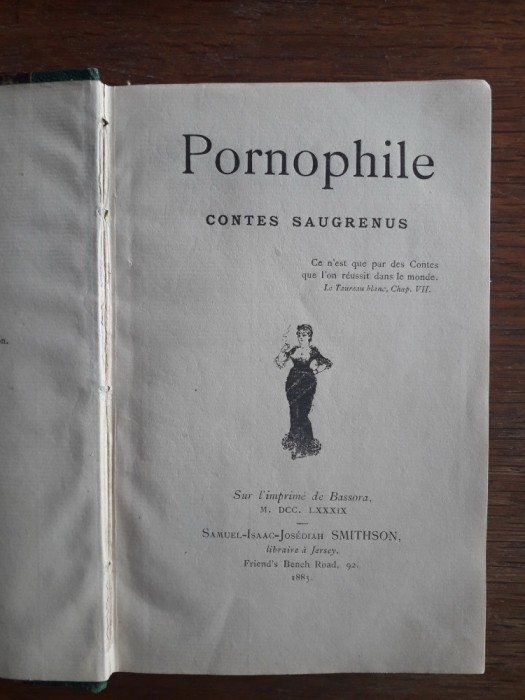 Pornophile
CONTES SAUGRENUS
Ce n'est que par des Contes
que l'on réussit dans le monde.
Le Taureau blanc, Chap. VII.
n.
Sur l'imprimé de Bassora,
M. DCC. LXXXIX
SAMUEL-ISAAC-JOSÉDIAH SMITHSON,
libraire à Jersey.
Friend's Bench Road, 92.
1885.